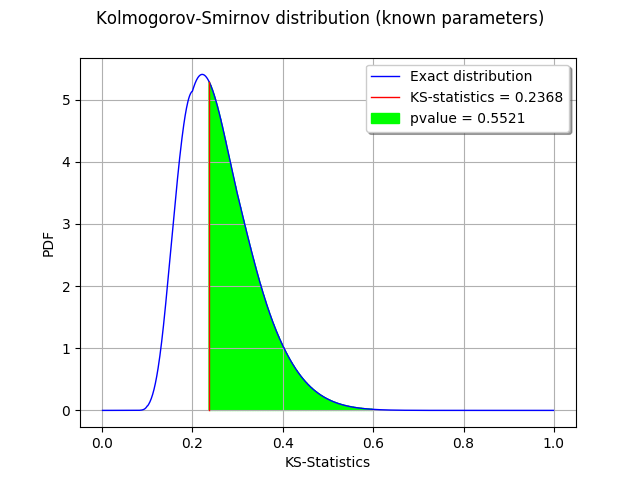 Kolmogorov-Smirnov distribution (known parameters)
Exact distribution
KS-statistics = 0.2368
pvalue = 0.5521
PDF
5
4
3
2
1
0
0.0 0.2 0.4 0.6 0.8 1.0
KS-Statistics